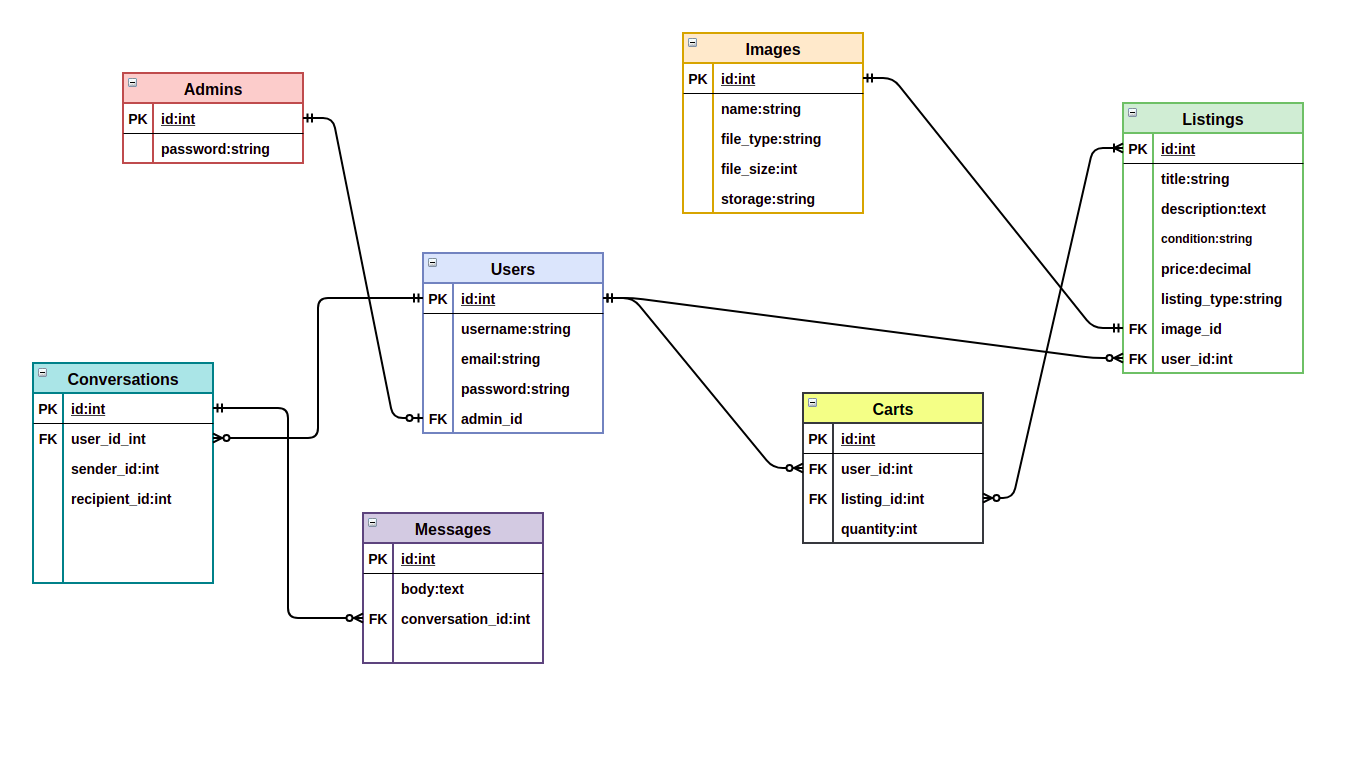 Admins
PK id:int
password:string
Images
PK id:int
name:string
file_type:string
file_size:int
storage:string
Listings
PK id:int
title:string
description:text
condition:string
price:decimal
listing_type:string
FK image_id
FK user_id:int
Users
PK id:int
username:string
email:string
password:string
FK admin_id
Conversations
PK id:int
FK user_id_int
sender_id:int
recipient_id:int
Carts
PK id:int
FK user_id:int
FK listing_id:int
quantity:int
Messages
PK id:int
body:text
FK conversation_id:int